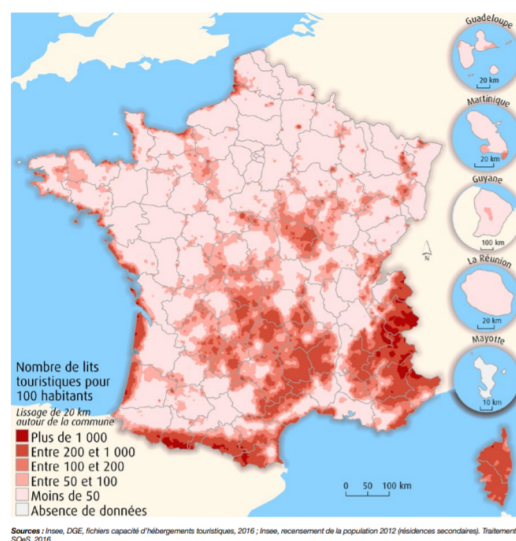 Guadeloupe
20 km
Martinique
20 km
Guyane
100 km
La Réunion
20 km
Mayotte
10 km
N
Nombre de lits
touristiques pour
100 habitants
Lissage de 20 km
autour de la commune
Plus de 1 000
Entre 200 et 1 000
Entre 100 et 200
Entre 50 et 100
Moins de 50
Absence de données
0 50 100 km
Sources : Insee, DGE, fichiers capacité d'hébergements touristiques, 2016 ; Insee, recensement de la population 2012 (résidences secondaires). Traitement
SOeS, 2016